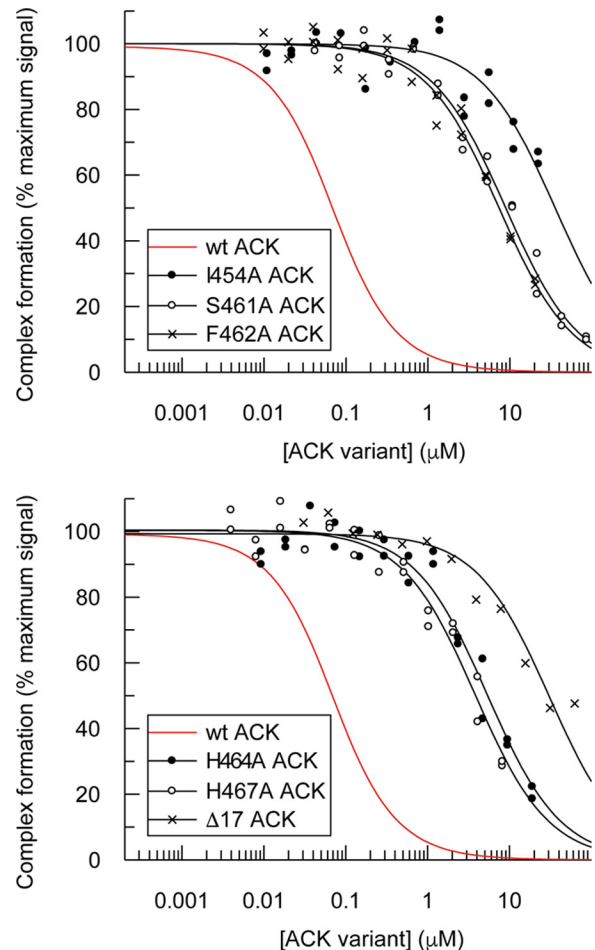 Complex formation (% maximum signal)
100
80
60
40
20
0
wt ACK
I454A ACK
S461A ACK
F462A ACK
0.001 0.01 0.1 1 10
[ACK variant] (μM)
Complex formation (% maximum signal)
100
80
60
40
20
0
wt ACK
H464A ACK
H467A ACK
Δ17 ACK
0.001 0.01 0.1 1 10
[ACK variant] (μM)